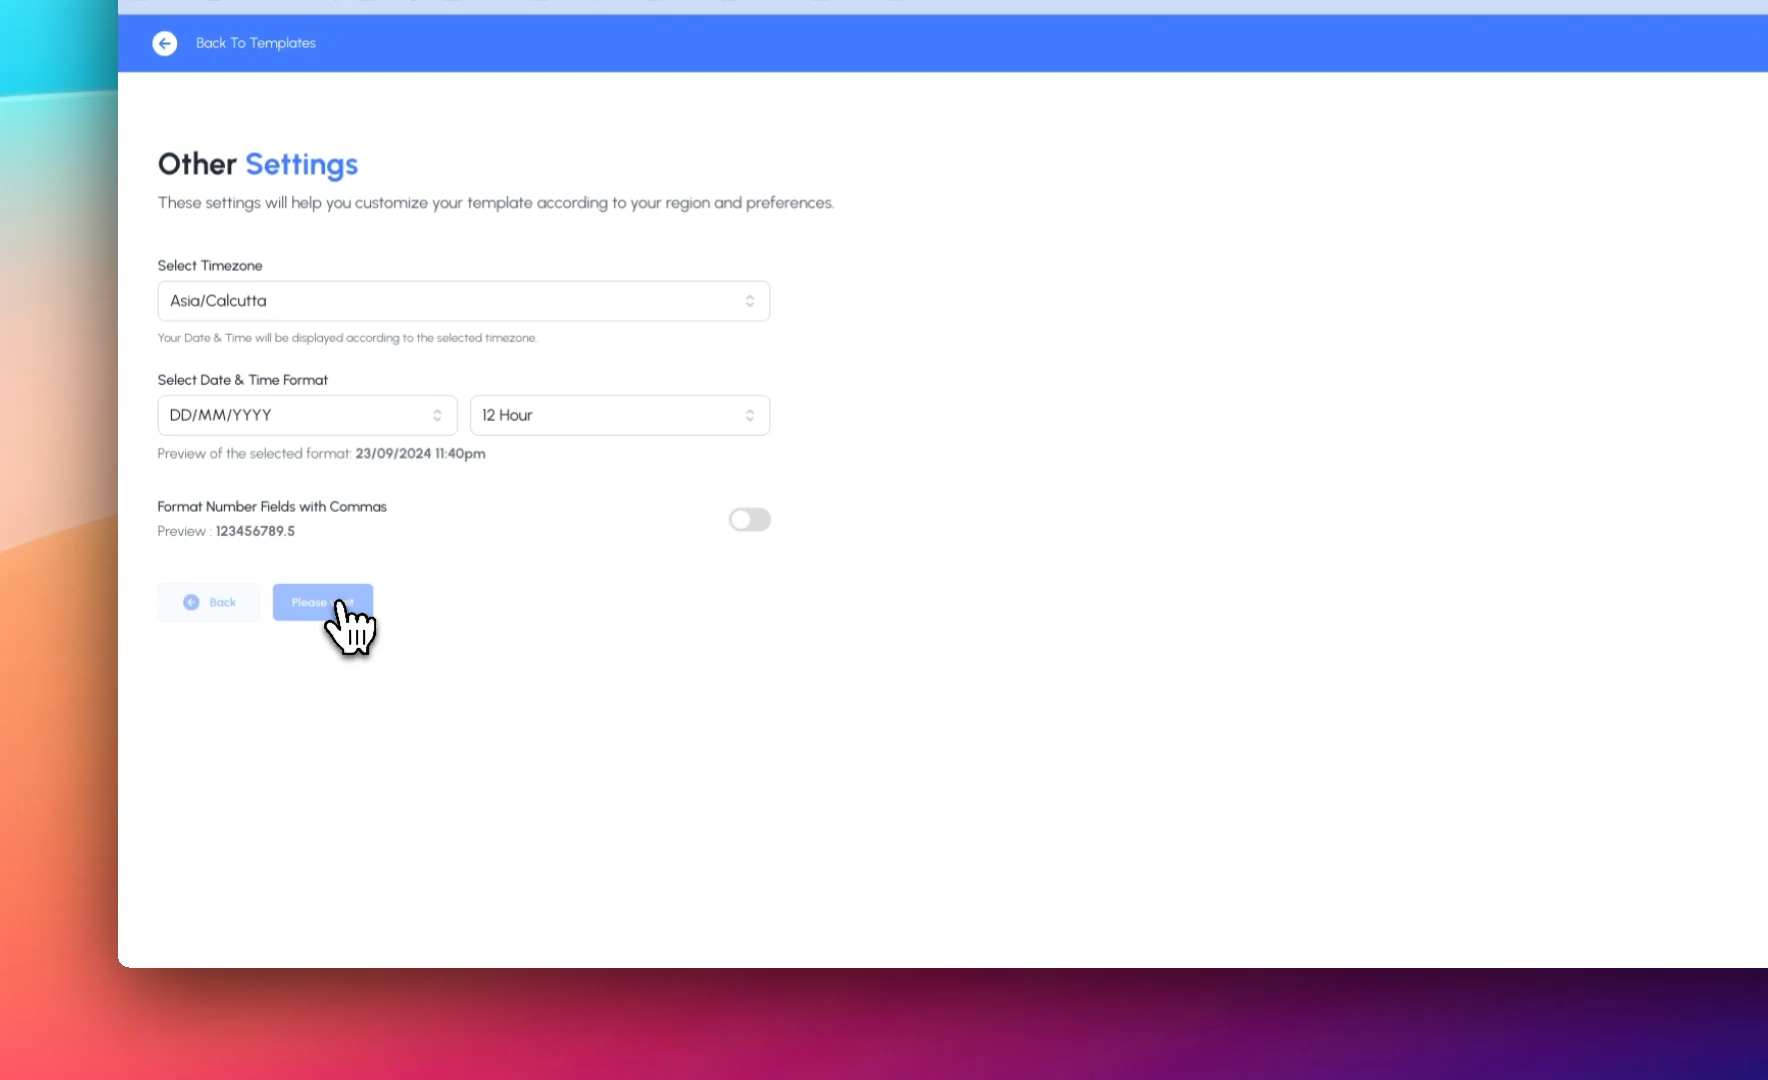 Back To Templates
Other Settings
These settings will help you customize your template according to your region and preferences.
Select Timezone
Asia/Calcutta
Your Date & Time will be displayed according to the selected timezone.
Select Date & Time Format
DD/MM/YYYY
12 Hour
Preview of the selected format: 23/09/2024 11:40pm
Format Number Fields with Commas
Preview : 123456789.5
Back
Please